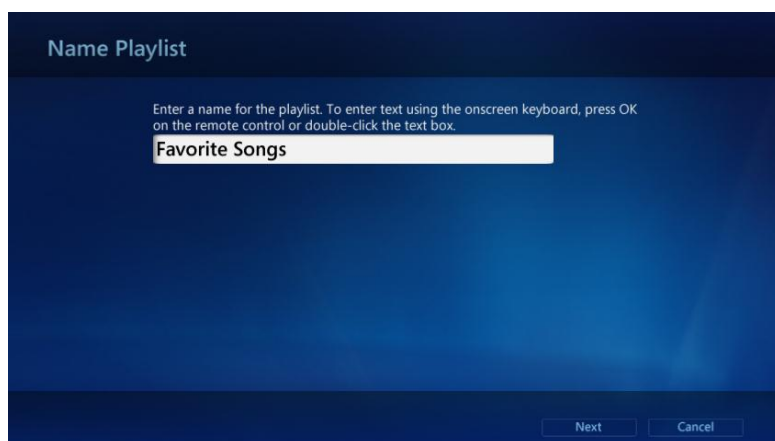 Name Playlist
Enter a name for the playlist. To enter text using the onscreen keyboard, press OK
on the remote control or double-click the text box.
Favorite Songs
Next Cancel